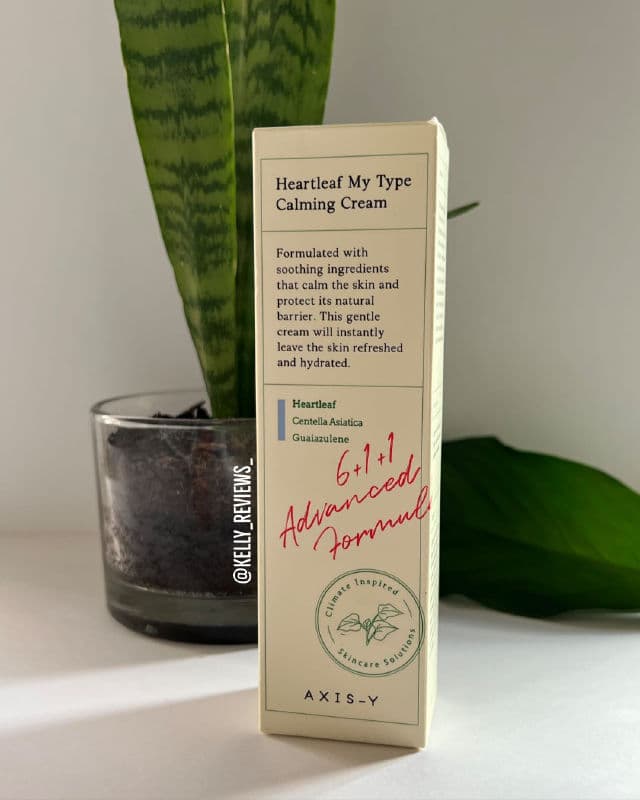 Heartleaf My Type
Calming Cream
Formulated with
soothing ingredients
that calm the skin and
protect its natural
barrier. This gentle
cream will instantly
leave the skin refreshed
and hydrated.
Heartleaf
Centella Asiatica
Guaiazulene
6+1+1
Advanced
Formul
Climate Inspired
Skincare Solutions
AXIS-Y
@KELLY_REVIEWS_